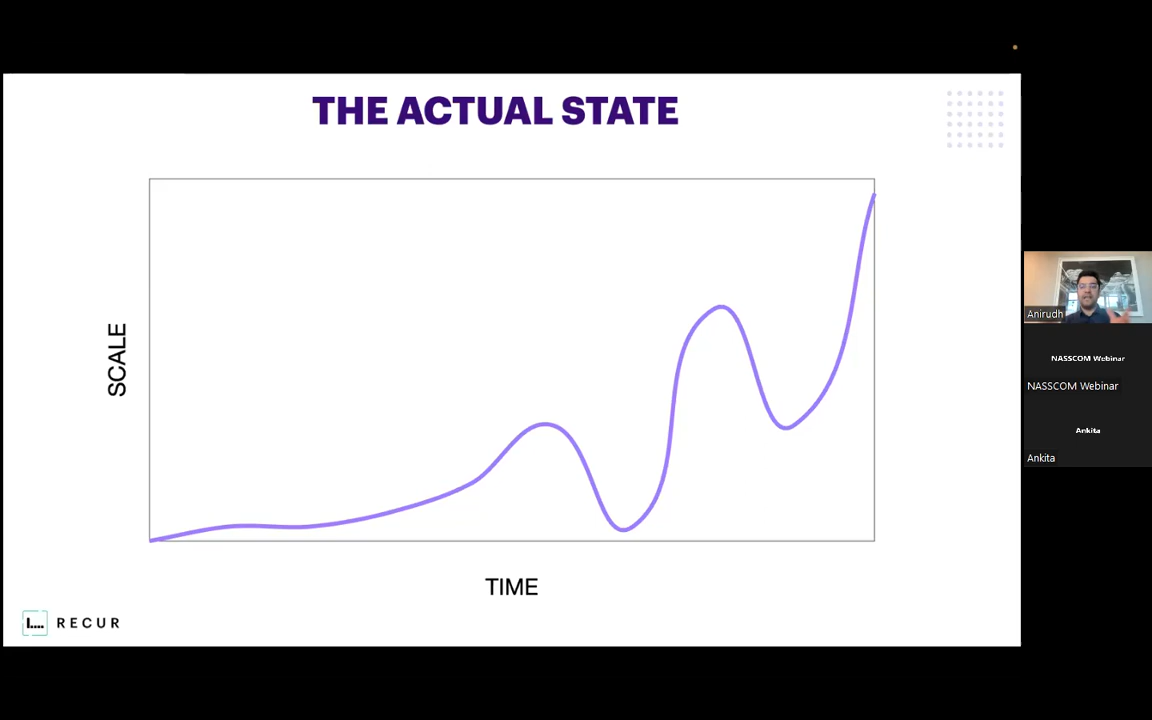 THE ACTUAL STATE
SCALE
TIME
RECUR
Anirudh
NASSCOM Webinar
NASSCOM Webinar
Ankita
Ankita